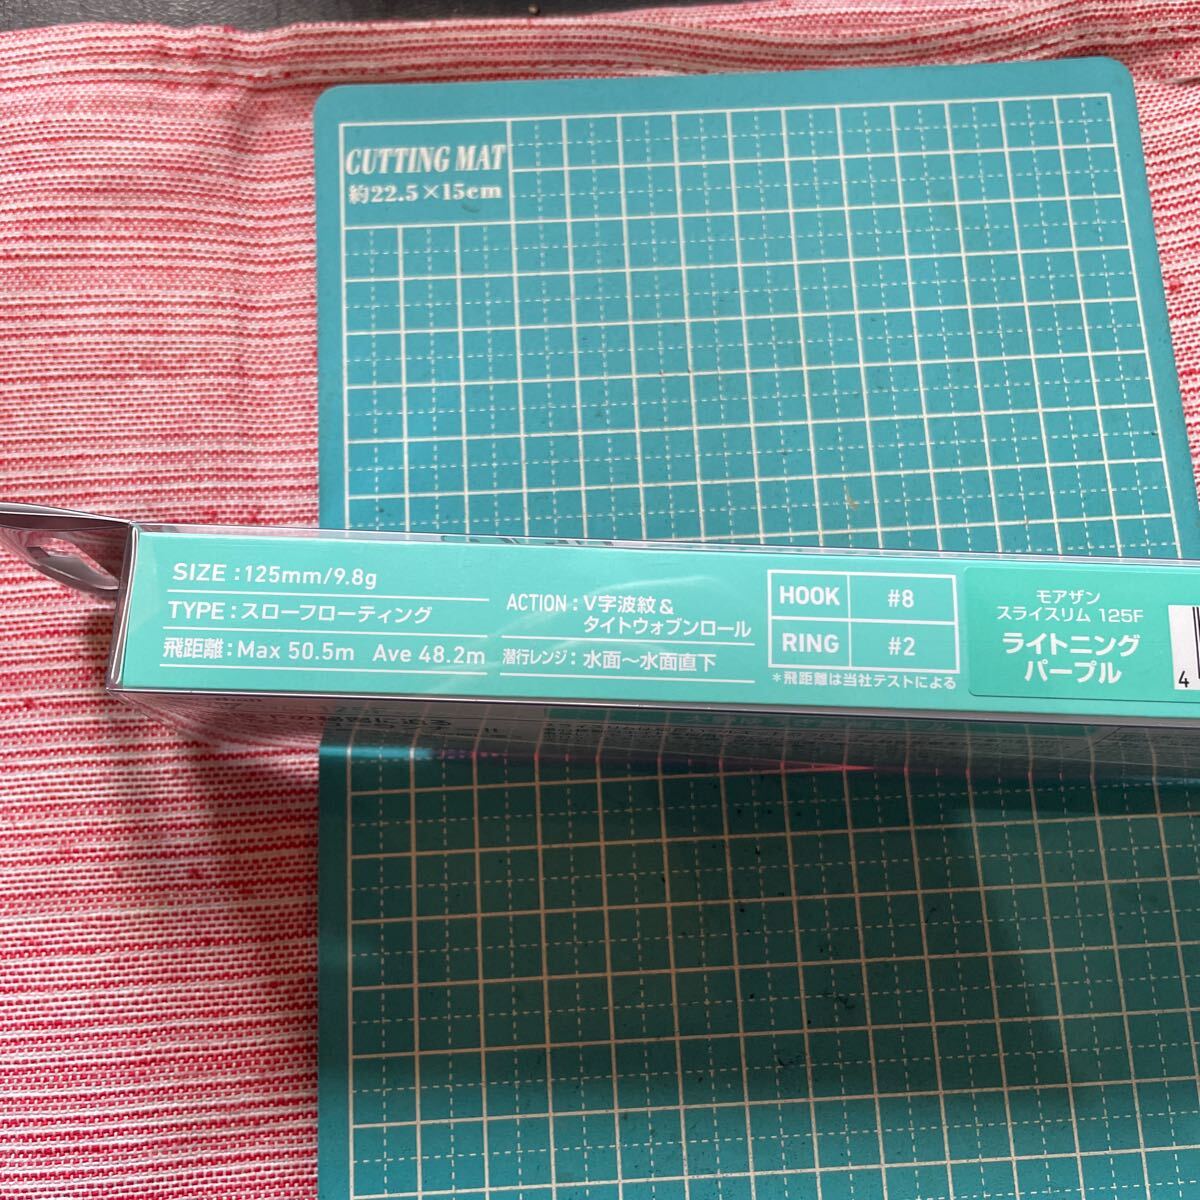 CUTTING MAT
約22.5×15cm
SIZE：125mm/9.8g
TYPE：スローフローティング
飛距離：Max 50.5m Ave 48.2m
ACTION：V字波紋＆
タイトウォブンロール
潜行レンジ：水面〜水面直下
HOOK #8
RING #2
＊飛距離は当社テストによる
モアザン
スライスリム 125F
ライトニング
パープル
4